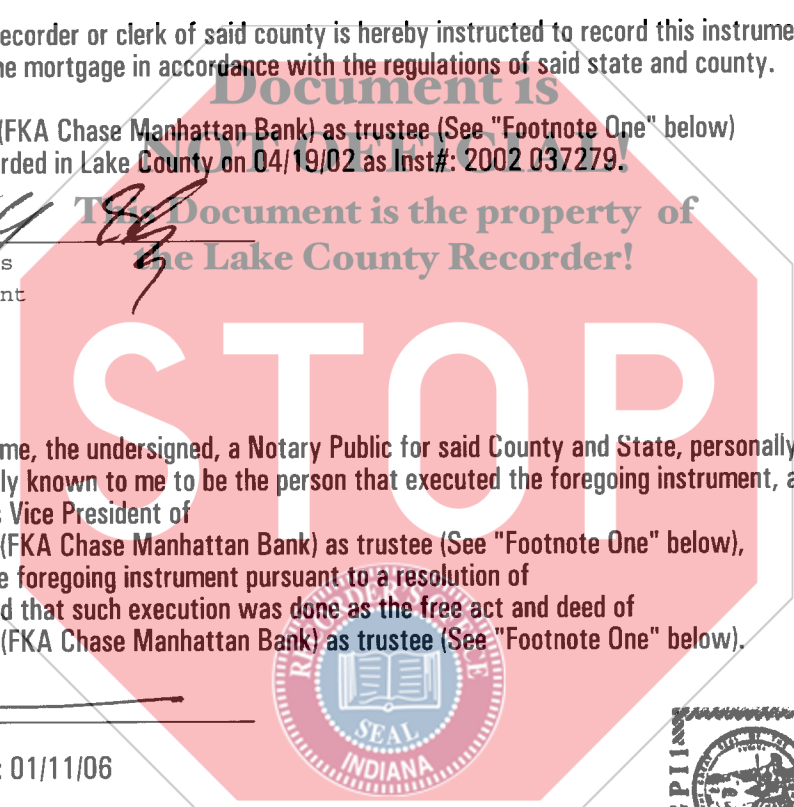 ecorder or clerk of said county is hereby instructed to record this instrume
ne mortgage in accordance with the regulations of said state and county.
Document is
(FKA Chase Manhattan Bank) as trustee (See "Footnote One" below)
NOT OFFICIAL!
rded in Lake County on 04/19/02 as Inst#: 2002 037279.
This Document is the property of
the Lake County Recorder!
s
nt
STOP
me, the undersigned, a Notary Public for said County and State, personally
ly known to me to be the person that executed the foregoing instrument, a
s Vice President of
(FKA Chase Manhattan Bank) as trustee (See "Footnote One" below),
e foregoing instrument pursuant to a resolution of
d that such execution was done as the free act and deed of
(FKA Chase Manhattan Bank) as trustee (See "Footnote One" below).
RECORDER'S OFFICE
SEAL
INDIANA
: 01/11/06